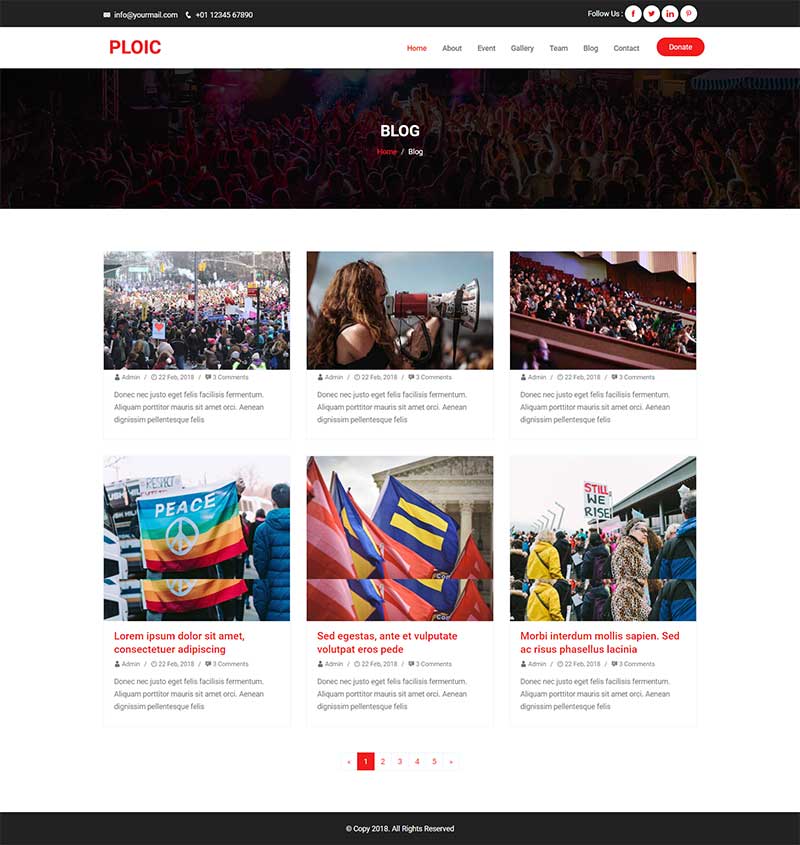 info@yourmail.com +01 12345 67890 Follow Us :
PLOIC Home About Event Gallery Team Blog Contact Donate
BLOG
Home / Blog
Admin / 22 Feb, 2018 / 3 Comments
Donec nec justo eget felis facilisis fermentum.
Aliquam porttitor mauris sit amet orci. Aenean
dignissim pellentesque felis
Admin / 22 Feb, 2018 / 3 Comments
Donec nec justo eget felis facilisis fermentum.
Aliquam porttitor mauris sit amet orci. Aenean
dignissim pellentesque felis
Admin / 22 Feb, 2018 / 3 Comments
Donec nec justo eget felis facilisis fermentum.
Aliquam porttitor mauris sit amet orci. Aenean
dignissim pellentesque felis
RESPECT
PEACE
Lorem ipsum dolor sit amet,
consectetuer adipiscing
Admin / 22 Feb, 2018 / 3 Comments
Donec nec justo eget felis facilisis fermentum.
Aliquam porttitor mauris sit amet orci. Aenean
dignissim pellentesque felis
Sed egestas, ante et vulputate
volutpat eros pede
Admin / 22 Feb, 2018 / 3 Comments
Donec nec justo eget felis facilisis fermentum.
Aliquam porttitor mauris sit amet orci. Aenean
dignissim pellentesque felis
STILL
WE
RISE
Morbi interdum mollis sapien. Sed
ac risus phasellus lacinia
Admin / 22 Feb, 2018 / 3 Comments
Donec nec justo eget felis facilisis fermentum.
Aliquam porttitor mauris sit amet orci. Aenean
dignissim pellentesque felis
« 1 2 3 4 5 »
© Copy 2018. All Rights Reserved